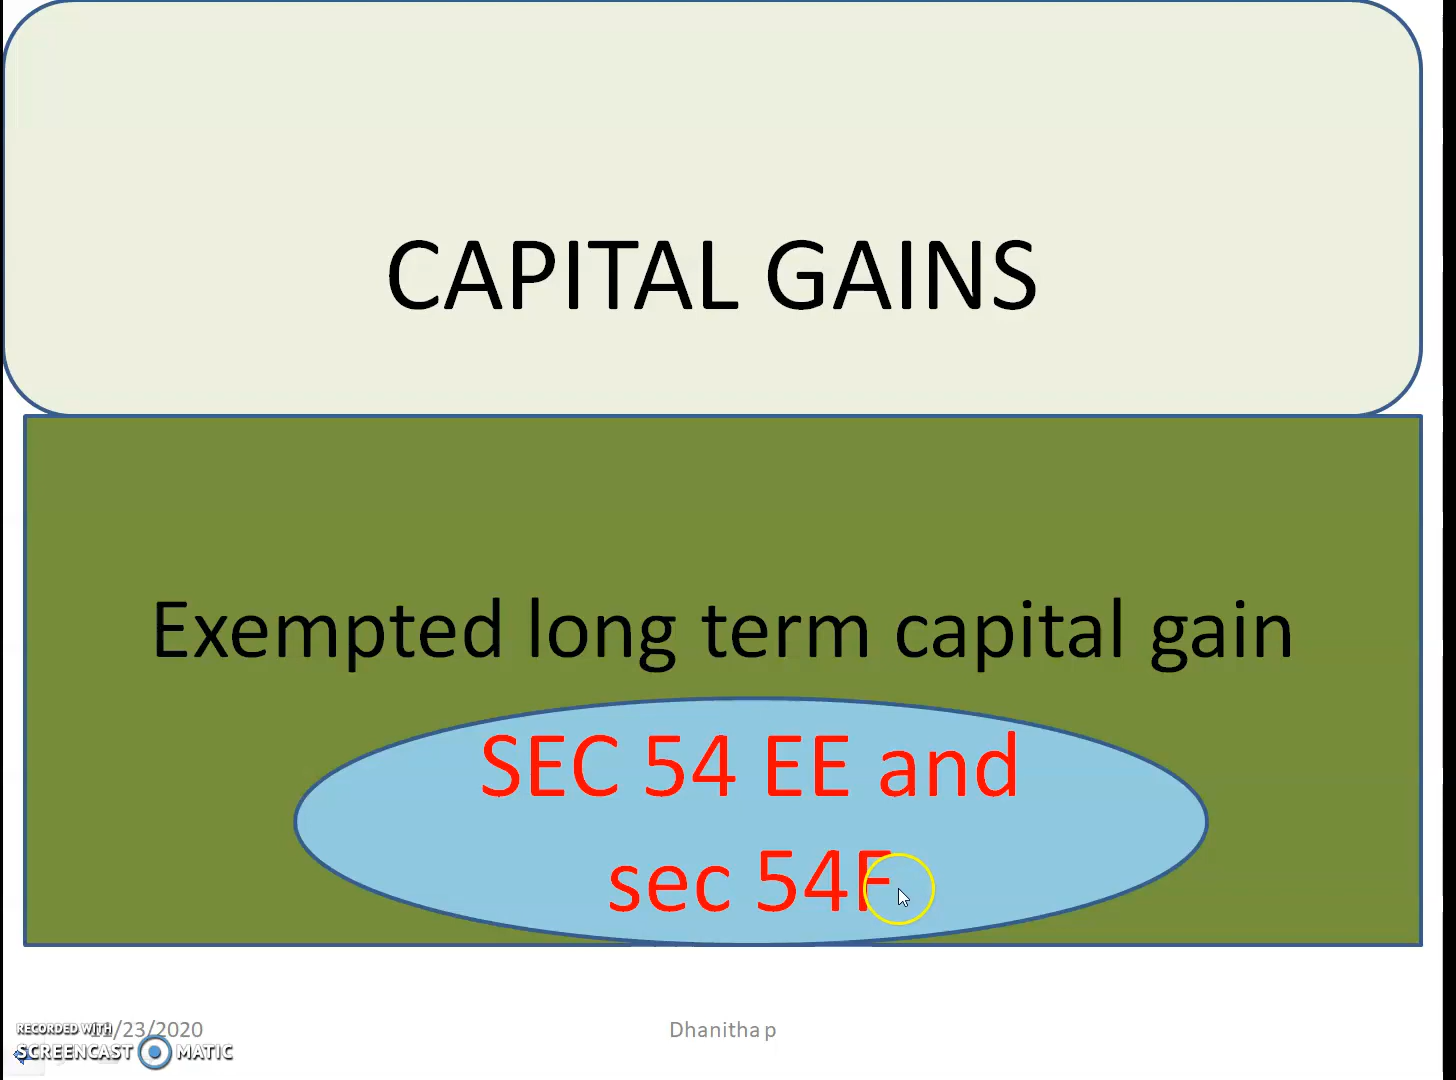 CAPITAL GAINS
Exempted long term capital gain
SEC 54 EE and
sec 54F
RECORDED WITH
/23/2020
SCREENCAST MATIC
Dhanitha p